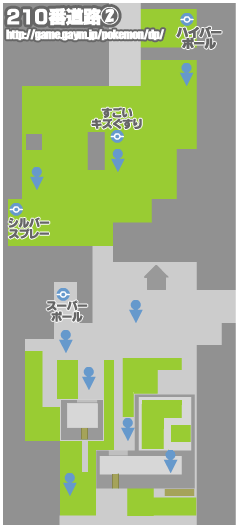 210番道路②
http://game.gaym.jp/pokemon/dp/
ハイパー
ボール
すごい
キズぐすり
シルバー
スプレー
スーパー
ボール